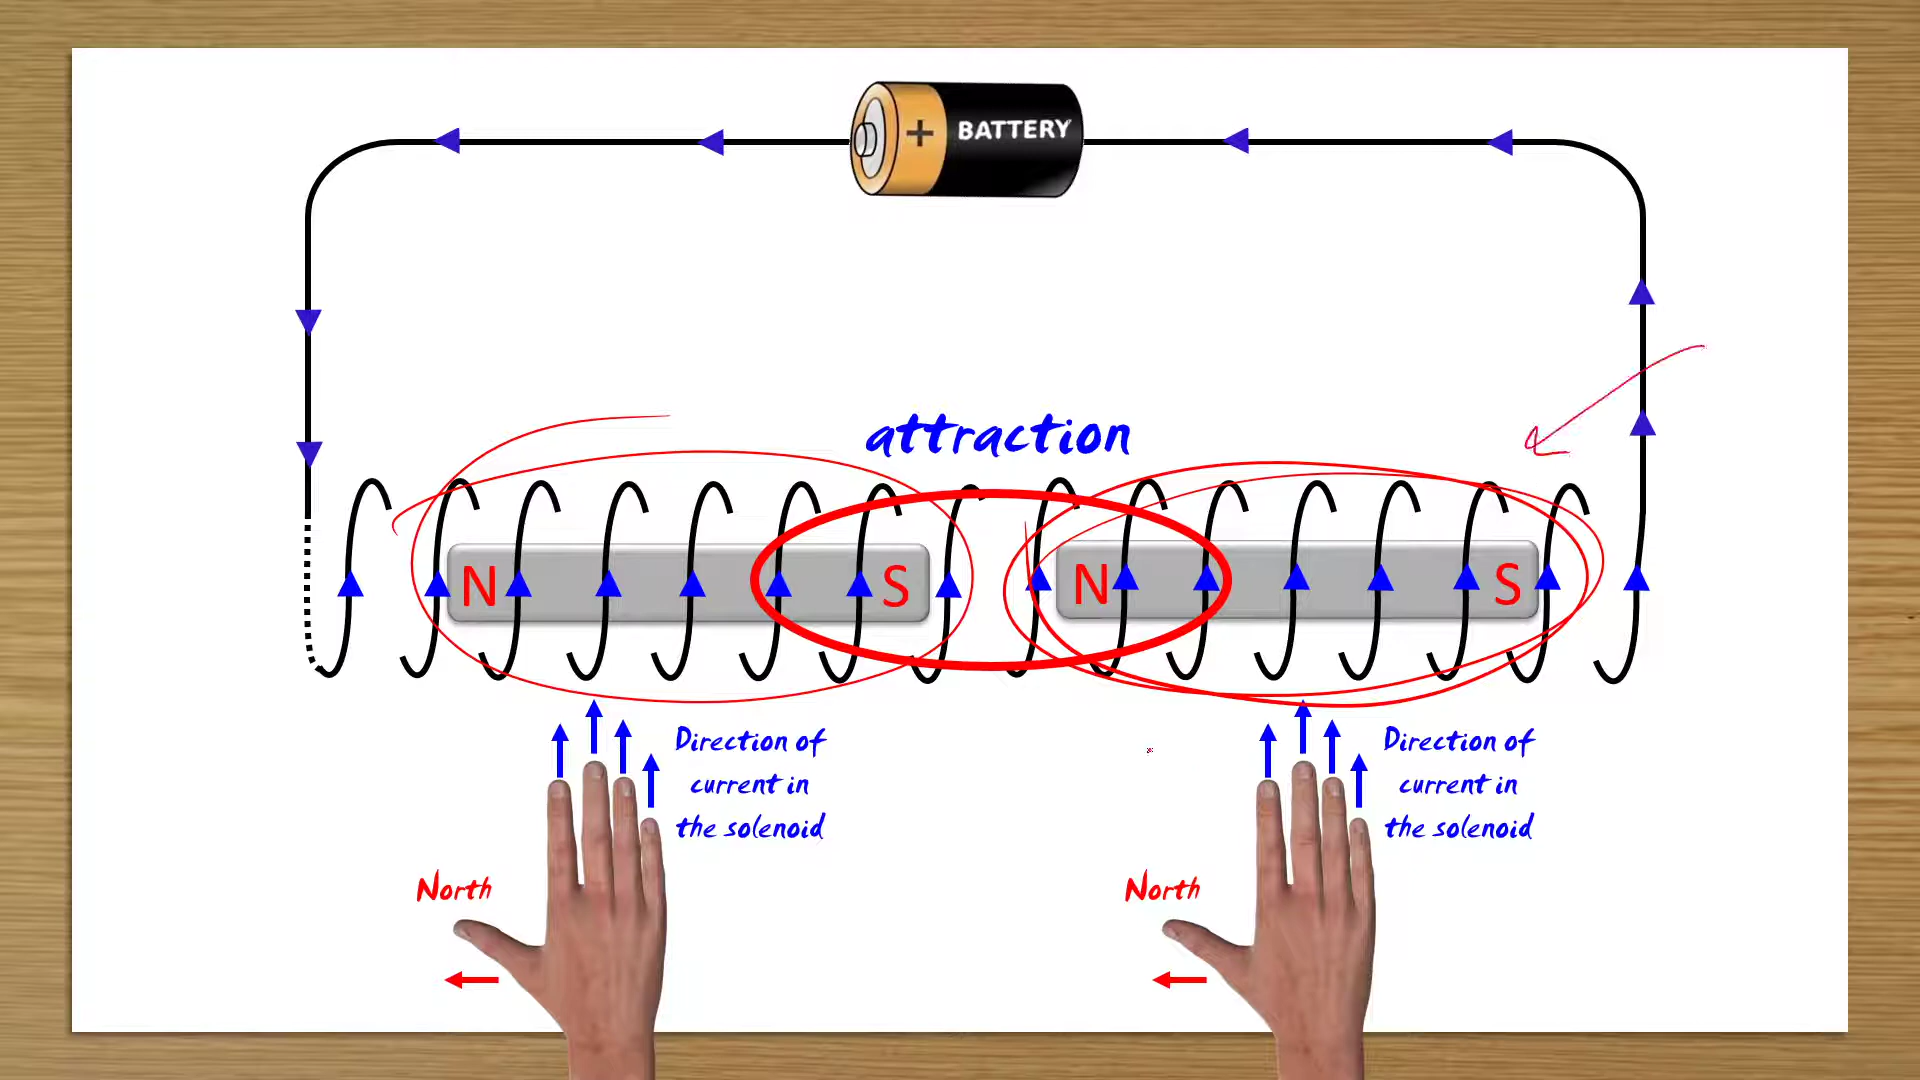 + BATTERY
attraction
N S N S
Direction of
current in
the solenoid
Direction of
current in
the solenoid
North
North